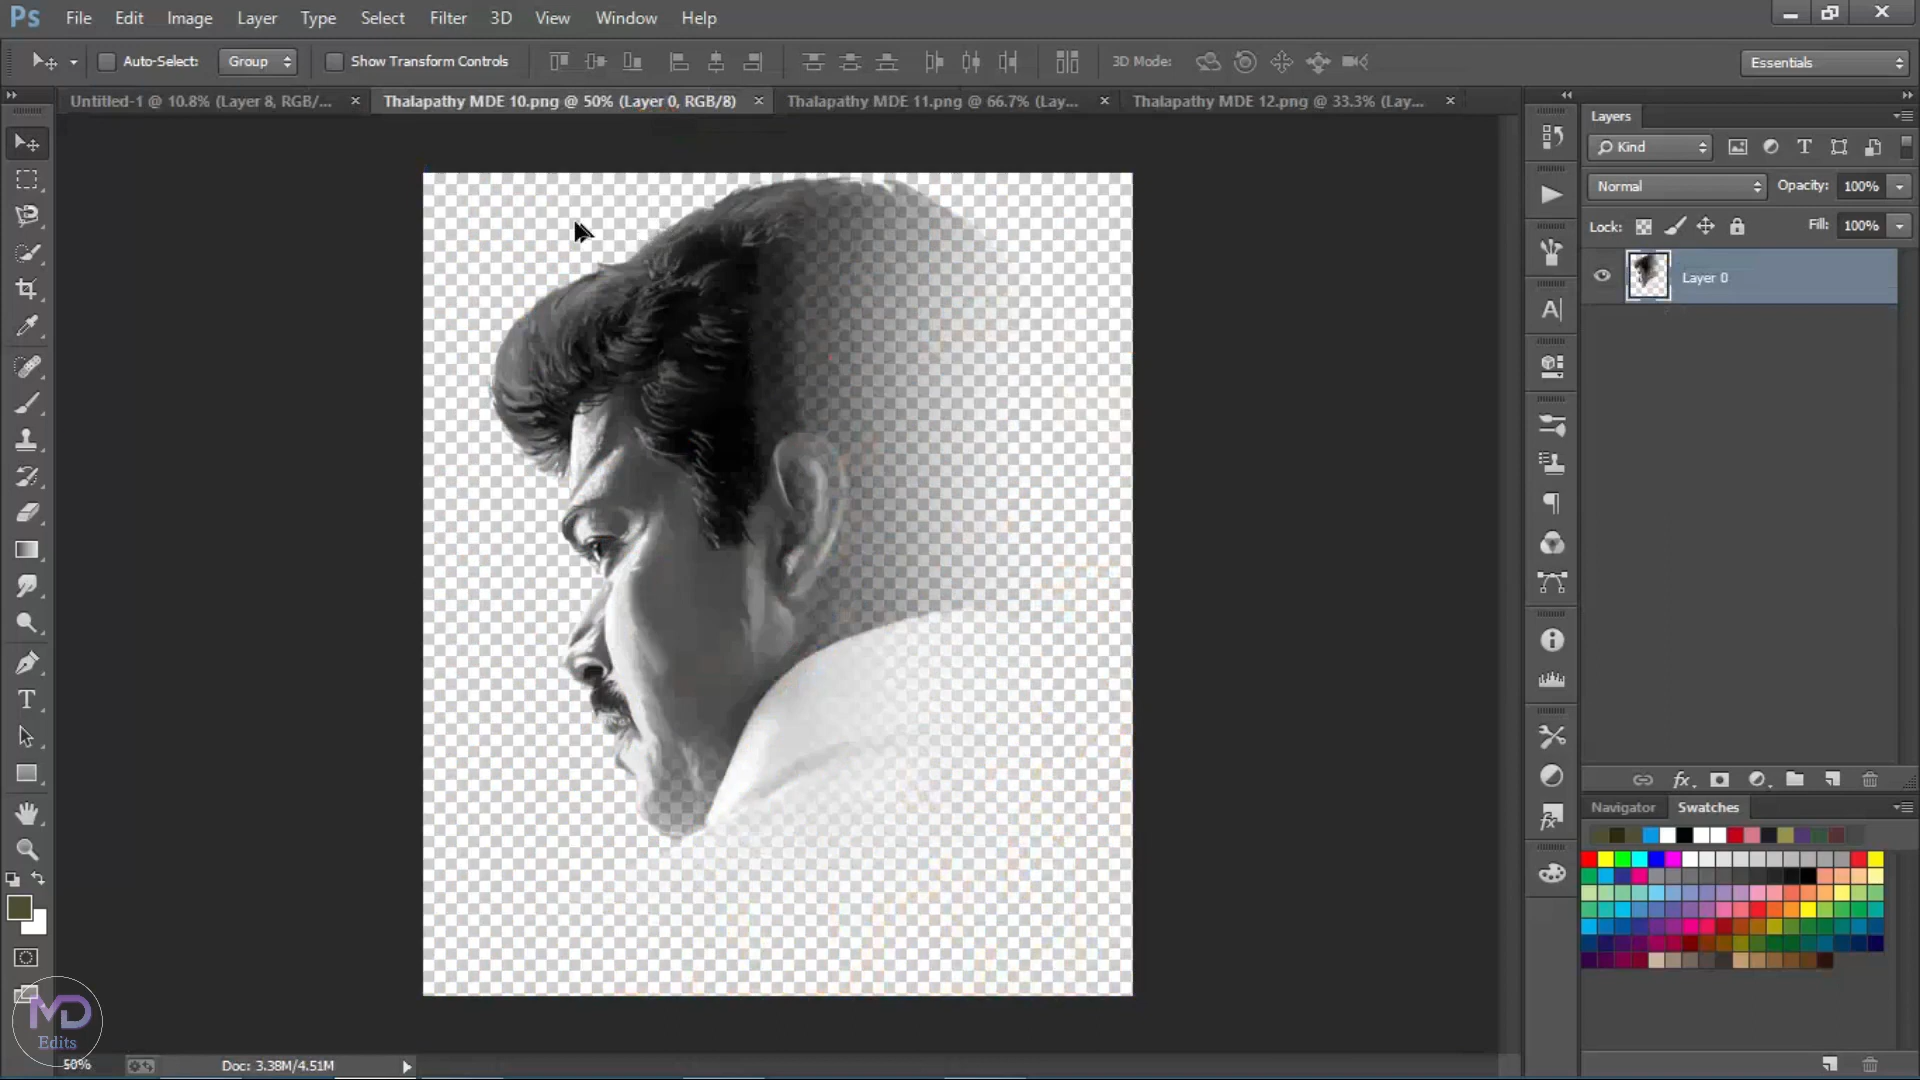 Ps File Edit Image Layer Type Select Filter 3D View Window Help
Auto-Select: Group Show Transform Controls 3D Mode: Essentials
Untitled-1 @ 10.8% (Layer 8, RGB/... × Thalapathy MDE 10.png @ 50% (Layer 0, RGB/8) × Thalapathy MDE 11.png @ 66.7% (Lay... × Thalapathy MDE 12.png @ 33.3% (Lay... ×
Layers
Kind
Normal Opacity: 100%
Lock: Fill: 100%
Layer 0
Navigator Swatches
MD
Edits
50% Doc: 3.38M/4.51M